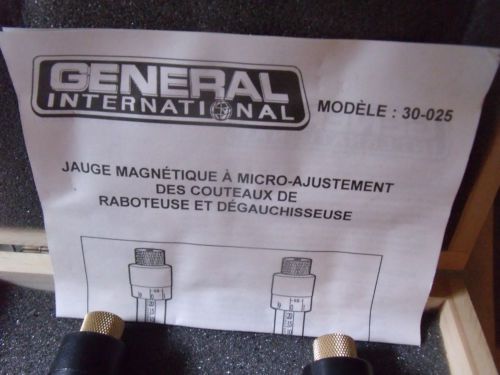 GENERAL
INTERNATIONAL
MODÈLE : 30-025
JAUGE MAGNÉTIQUE À MICRO-AJUSTEMENT
DES COUTEAUX DE
RABOTEUSE ET DÉGAUCHISSEUSE